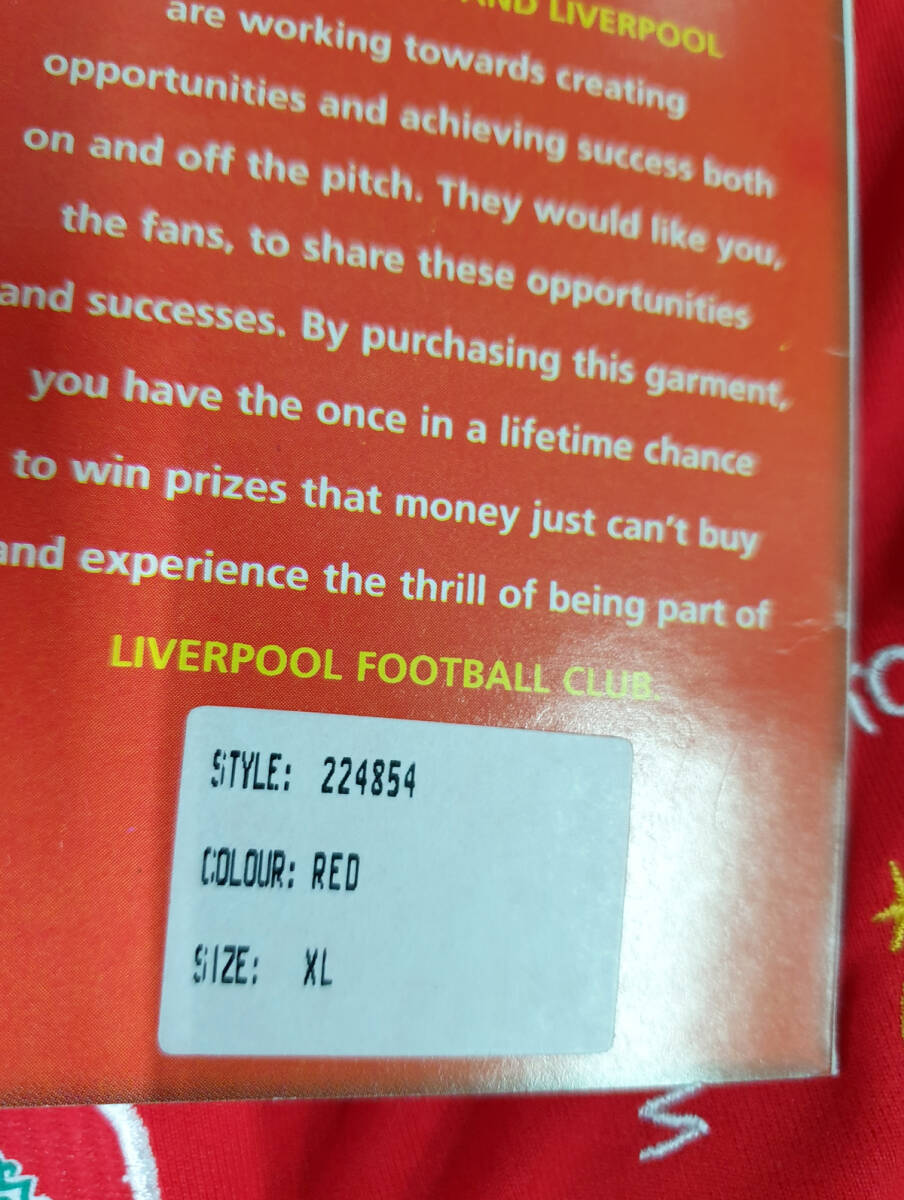 AND LIVERPOOL
are working towards creating
opportunities and achieving success both
on and off the pitch. They would like you,
the fans, to share these opportunities
and successes. By purchasing this garment,
you have the once in a lifetime chance
to win prizes that money just can't buy
and experience the thrill of being part of
LIVERPOOL FOOTBALL CLUB.
STYLE: 224854
COLOUR: RED
SIZE: XL